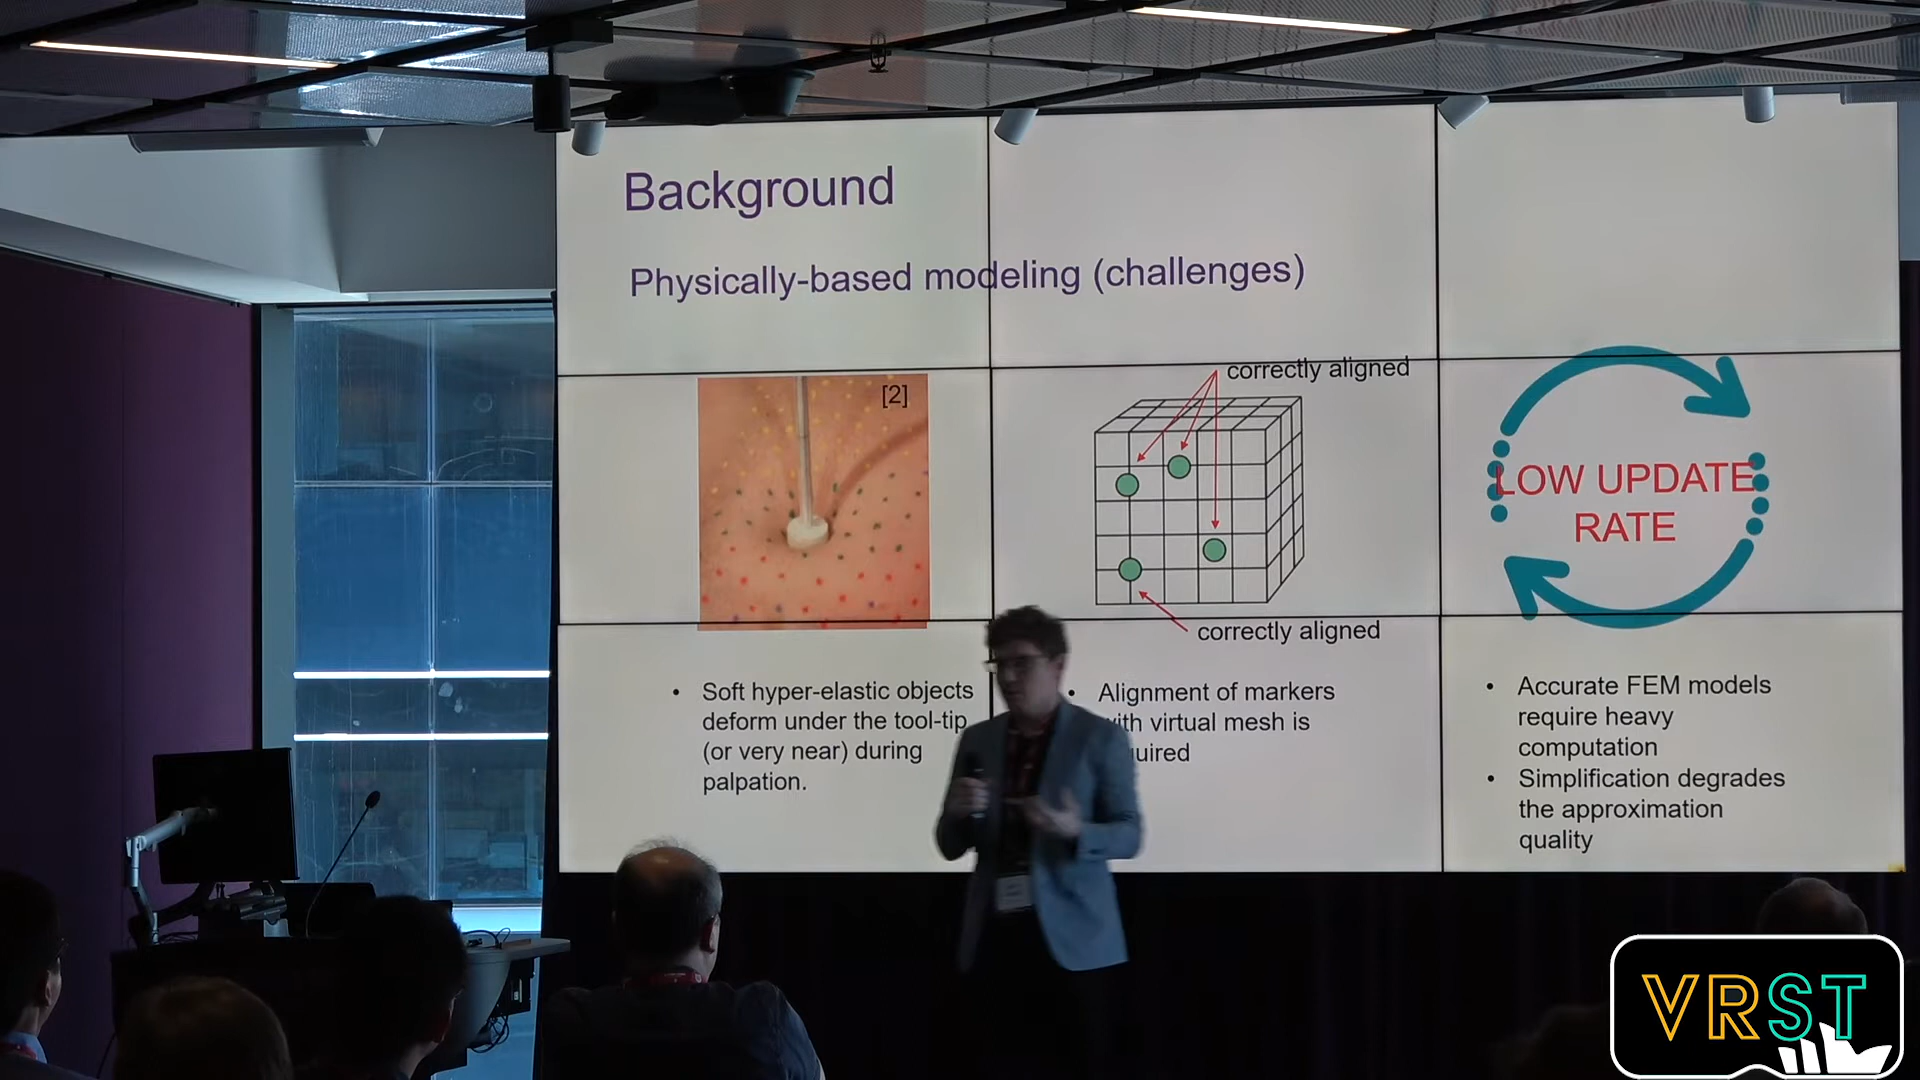 Background
Physically-based modeling (challenges)
[2]
correctly aligned
correctly aligned
LOW UPDATE
RATE
• Soft hyper-elastic objects
deform under the tool-tip
(or very near) during
palpation.
• Alignment of markers
with virtual mesh is
• Accurate FEM models
require heavy
computation
• Simplification degrades
the approximation
quality
VRST